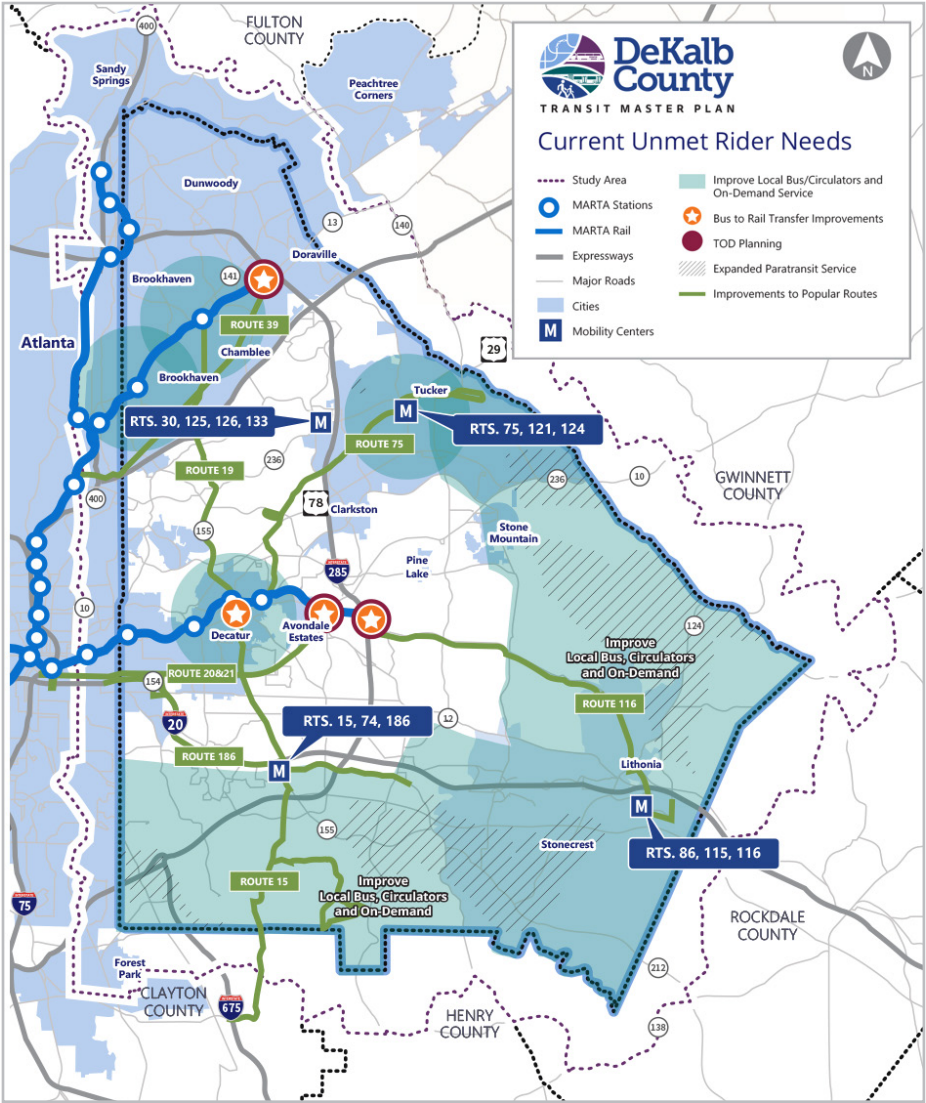 DeKalb
County
TRANSIT MASTER PLAN
N
Current Unmet Rider Needs
Study Area
MARTA Stations
MARTA Rail
Expressways
Major Roads
Cities
M
Mobility Centers
Improve Local Bus/Circulators and
On-Demand Service
Bus to Rail Transfer Improvements
TOD Planning
Expanded Paratransit Service
Improvements to Popular Routes
FULTON
COUNTY
400
Sandy
Springs
Peachtree
Corners
Dunwoody
13
140
Doraville
Brookhaven
141
ROUTE 39
Atlanta
Chamblee
Brookhaven
29
Tucker
RTS. 30, 125, 126, 133
M
M
RTS. 75, 121, 124
ROUTE 75
236
ROUTE 19
236
10
GWINNETT
COUNTY
400
78
Clarkston
155
Stone
Mountain
Pine
Lake
285
10
Decatur
Avondale
Estates
124
Improve
Local Bus, Circulators
and On-Demand
ROUTE 20&21
154
ROUTE 116
20
RTS. 15, 74, 186
12
ROUTE 186
M
Lithonia
M
155
Stonecrest
RTS. 86, 115, 116
ROUTE 15
Improve
Local Bus, Circulators
and On-Demand
75
ROCKDALE
COUNTY
Forest
Park
212
CLAYTON
COUNTY
675
HENRY
COUNTY
138